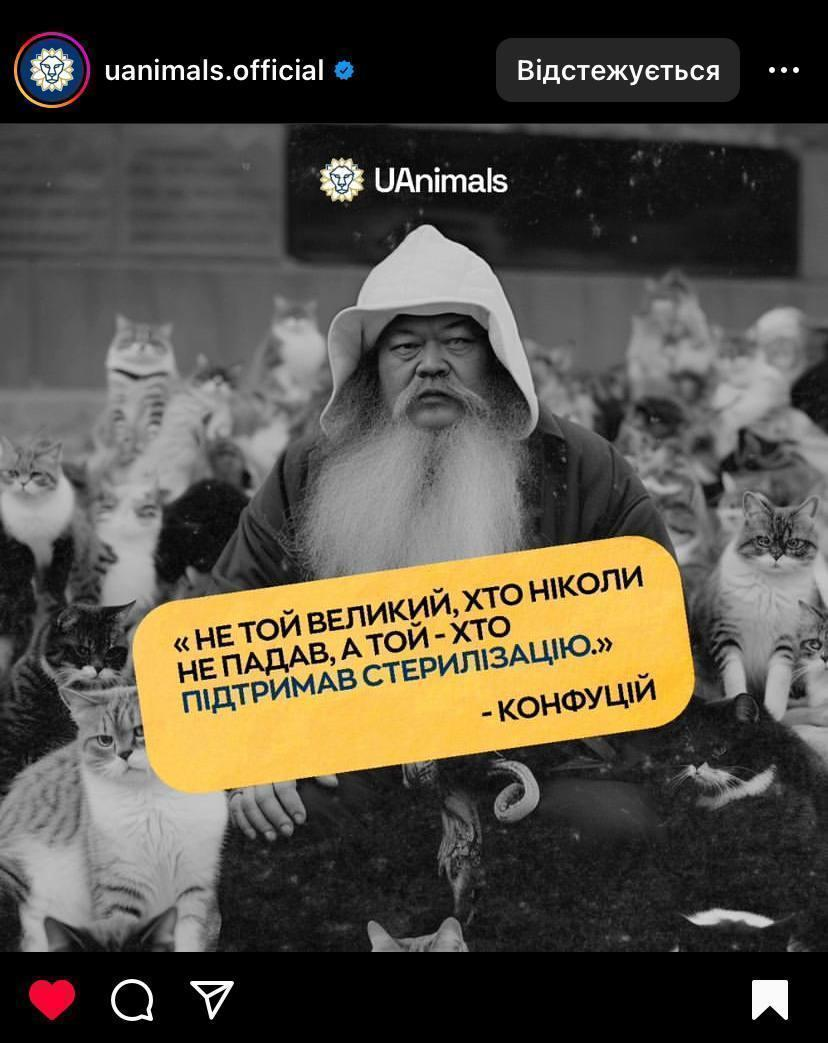 uanimals.official
Відстежується
UAnimals
« НЕ ТОЙ ВЕЛИКИЙ, ХТО НІКОЛИ
НЕ ПАДАВ, А ТОЙ - ХТО
ПІДТРИМАВ СТЕРИЛІЗАЦІЮ.»
- КОНФУЦІЙ